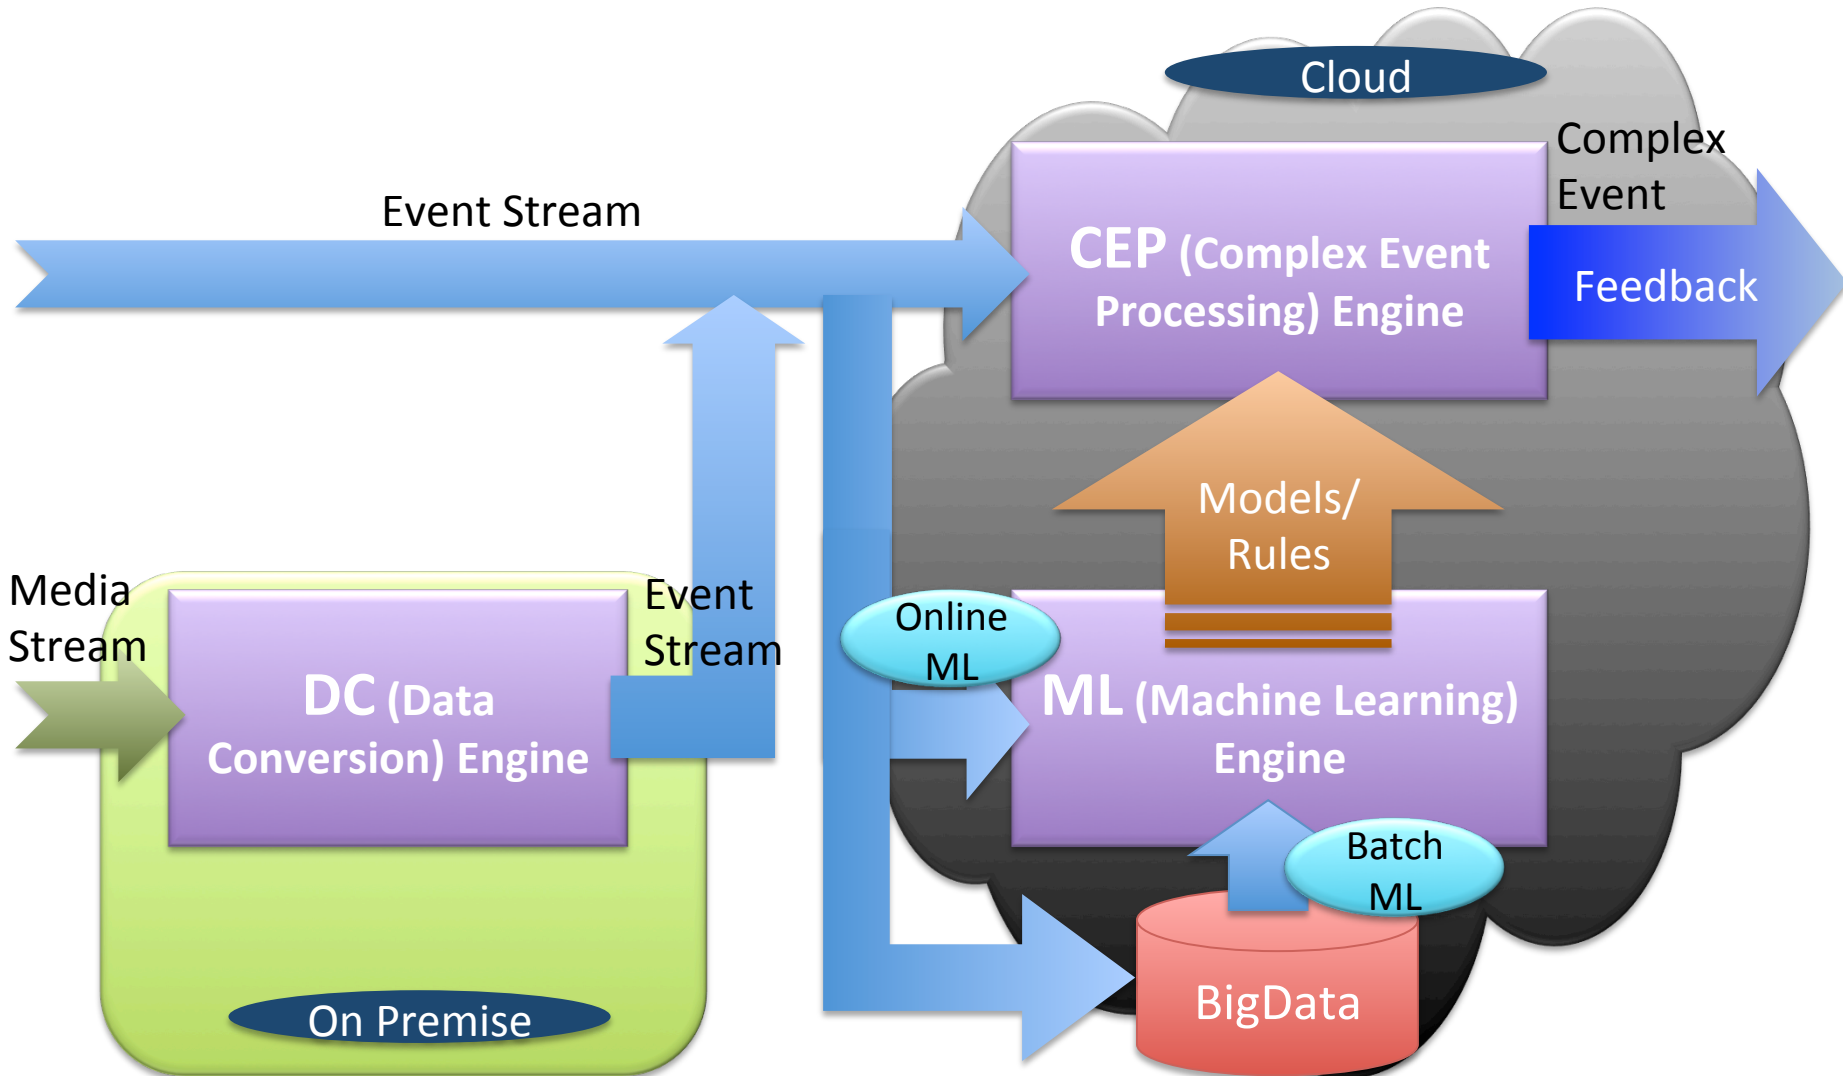 Cloud
Complex
Event
Event Stream
CEP (Complex Event
Processing) Engine
Feedback
Models/
Rules
Media
Stream
Event
Stream
Online
ML
DC (Data
Conversion) Engine
ML (Machine Learning)
Engine
Batch
ML
On Premise
BigData